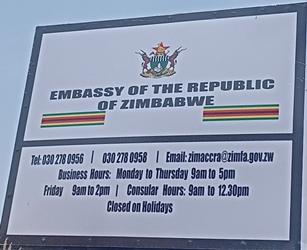 EMBASSY OF THE REPUBLIC
OF ZIMBABWE
Tel: 030 278 0956 | 030 278 0958 | Email: zimaccra@zimfa.gov.zw
Business Hours: Monday to Thursday 9am to 5pm
Friday 9am to 2pm | Consular Hours: 9am to 12.30pm
Closed on Holidays